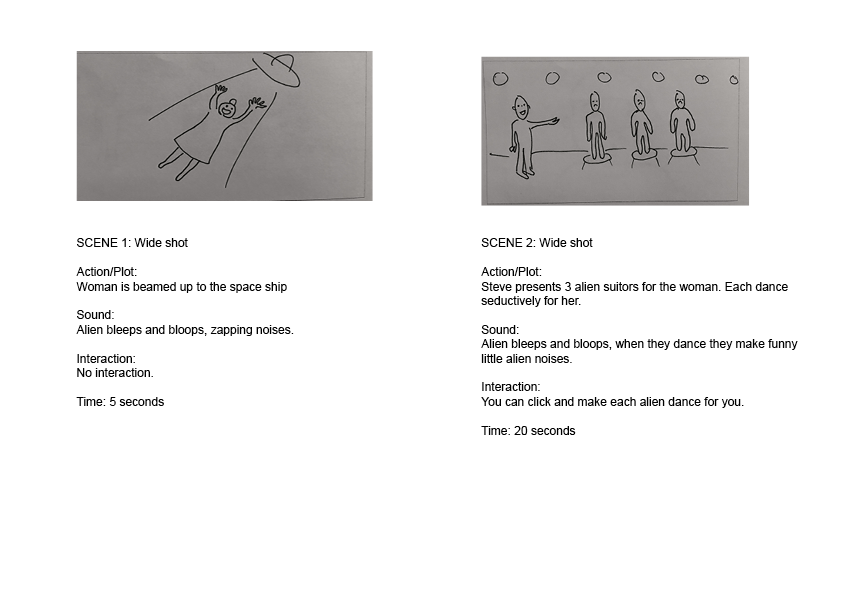 SCENE 1: Wide shot
Action/Plot:
Woman is beamed up to the space ship
Sound:
Alien bleeps and bloops, zapping noises.
Interaction:
No interaction.
Time: 5 seconds
SCENE 2: Wide shot
Action/Plot:
Steve presents 3 alien suitors for the woman. Each dance
seductively for her.
Sound:
Alien bleeps and bloops, when they dance they make funny
little alien noises.
Interaction:
You can click and make each alien dance for you.
Time: 20 seconds